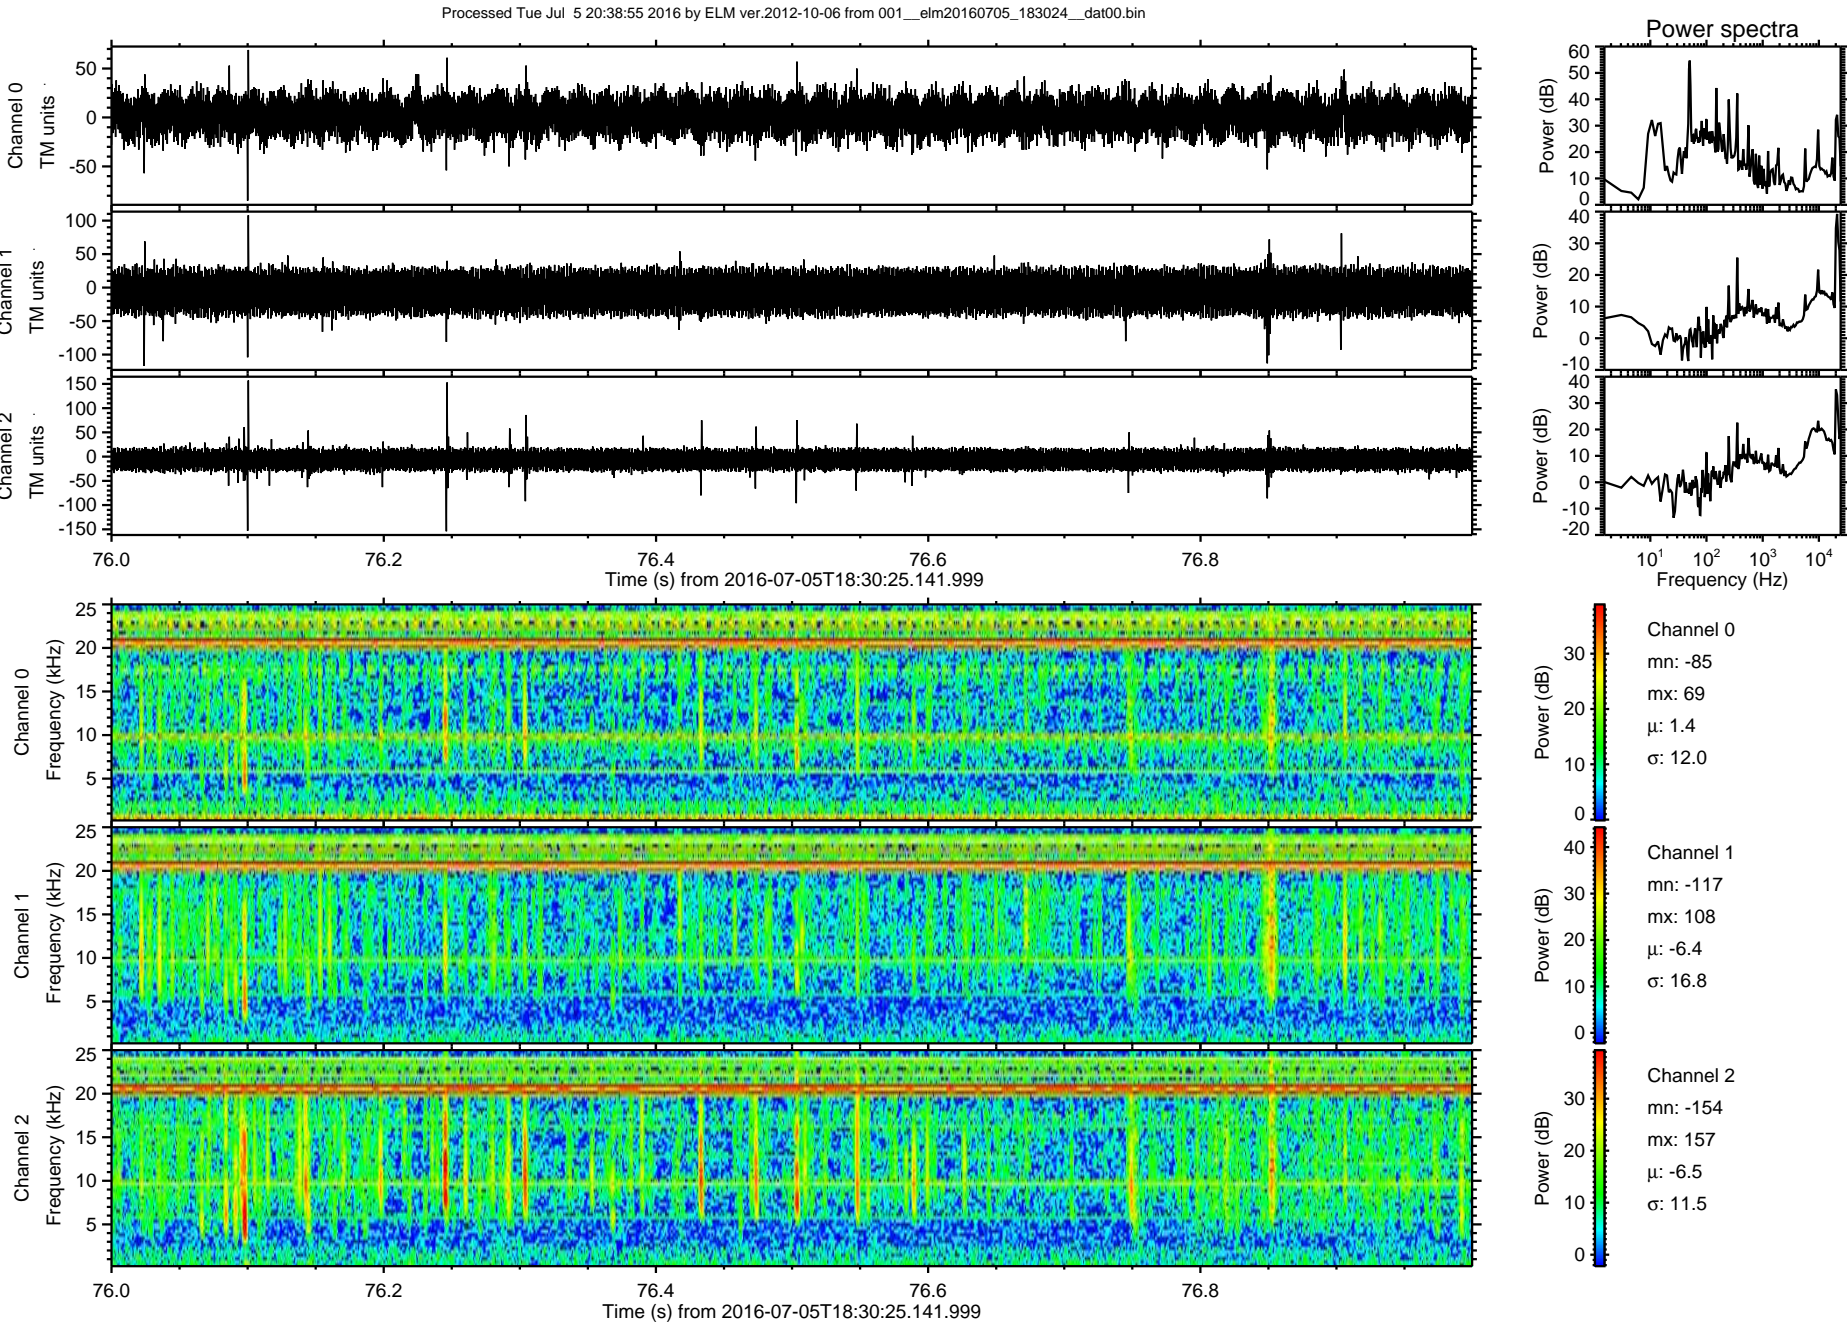 Processed Tue Jul 5 20:38:55 2016 by ELM ver.2012-10-06 from 001__elm20160705_183024__dat00.bin
Power spectra
Channel 0
TM units
50
0
-50
Power (dB)
60
50
40
30
20
10
0
Channel 1
TM units
100
50
0
-50
-100
Power (dB)
40
30
20
10
0
-10
Channel 2
TM units
150
100
50
0
-50
-100
-150
Power (dB)
40
30
20
10
0
-10
-20
76.0 76.2 76.4 76.6 76.8
Time (s) from 2016-07-05T18:30:25.141.999
10^1 10^2 10^3 10^4
Frequency (Hz)
Channel 0
Frequency (kHz)
25
20
15
10
5
Power (dB)
30
20
10
0
Channel 0
mn: -85
mx: 69
μ: 1.4
σ: 12.0
Channel 1
Frequency (kHz)
25
20
15
10
5
Power (dB)
40
30
20
10
0
Channel 1
mn: -117
mx: 108
μ: -6.4
σ: 16.8
Channel 2
Frequency (kHz)
25
20
15
10
5
Power (dB)
30
20
10
0
Channel 2
mn: -154
mx: 157
μ: -6.5
σ: 11.5
76.0 76.2 76.4 76.6 76.8
Time (s) from 2016-07-05T18:30:25.141.999